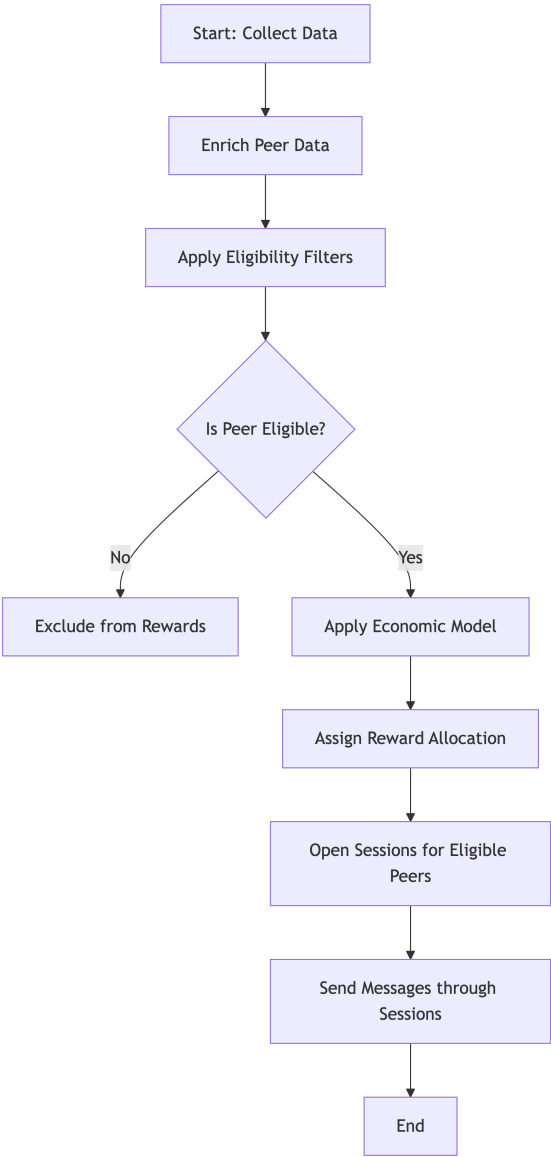 Start: Collect Data
Enrich Peer Data
Apply Eligibility Filters
Is Peer Eligible?
No
Yes
Exclude from Rewards
Apply Economic Model
Assign Reward Allocation
Open Sessions for Eligible
Peers
Send Messages through
Sessions
End